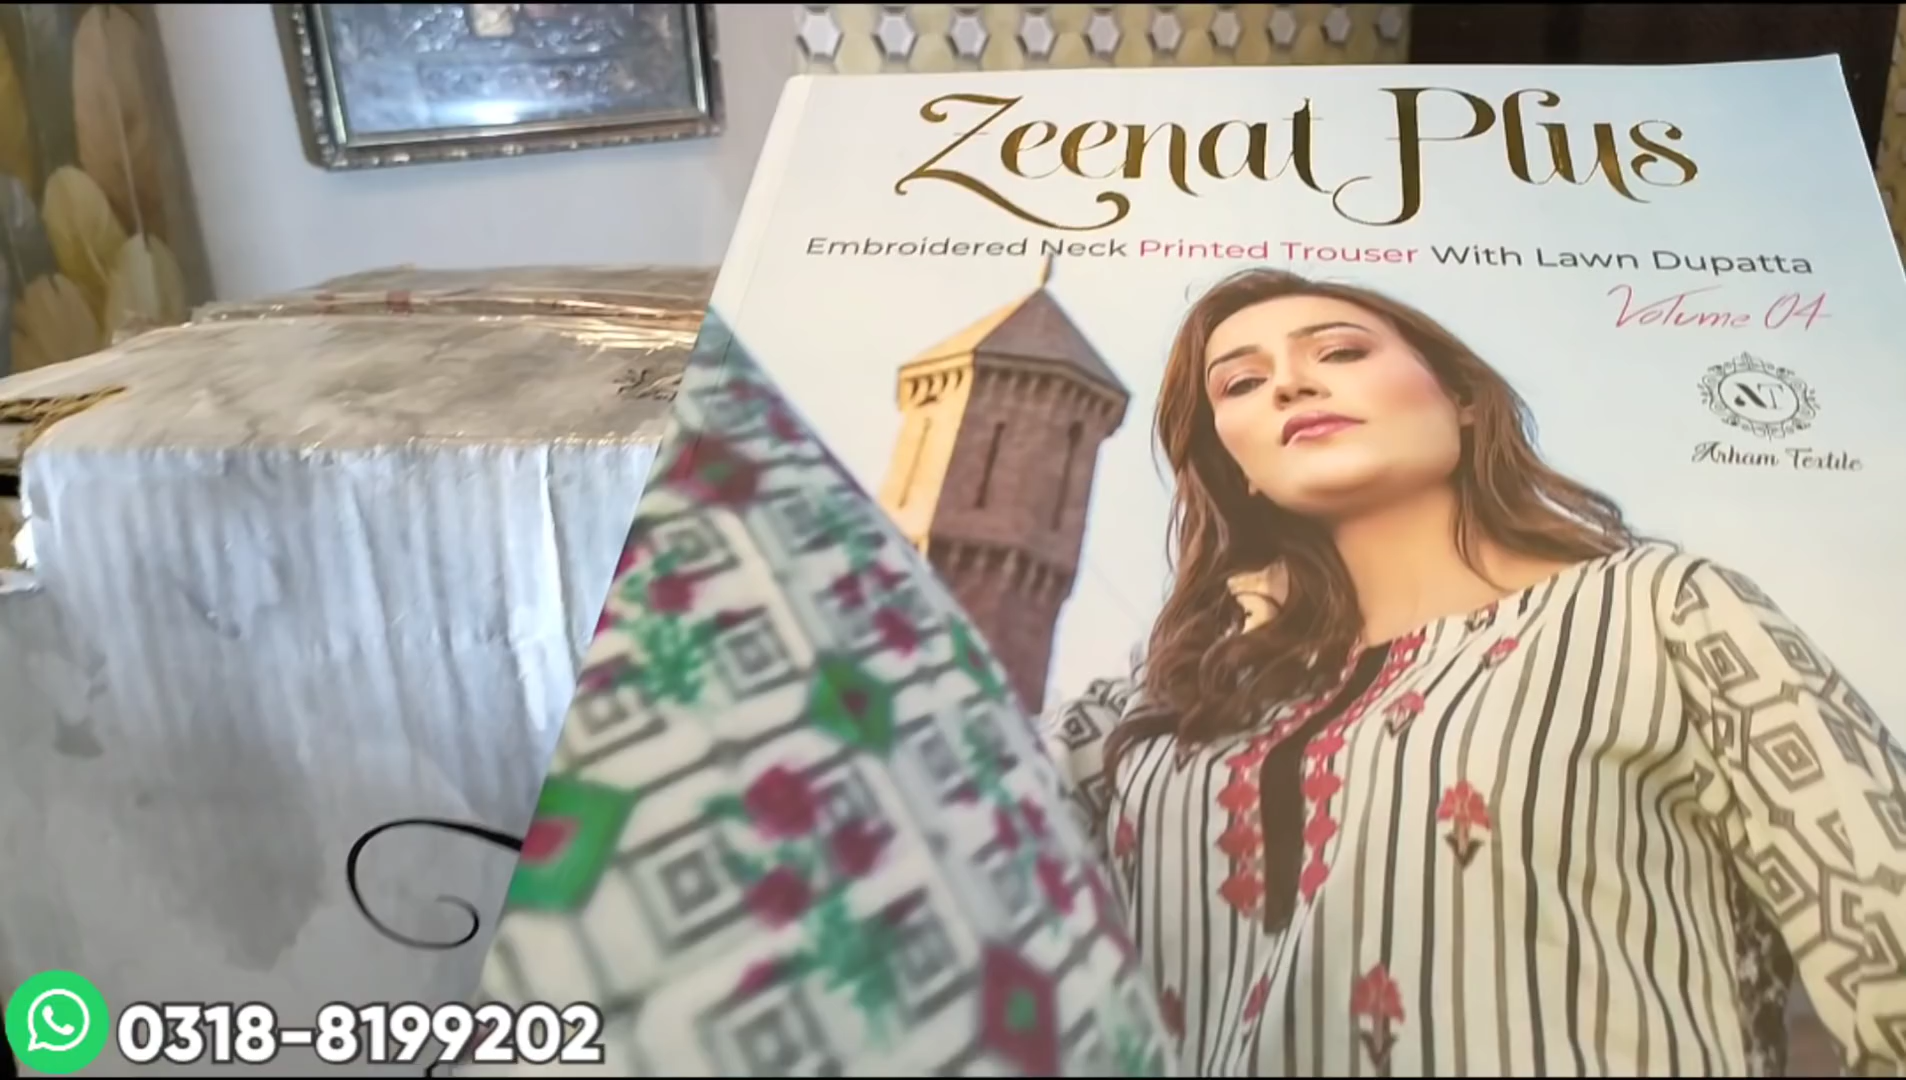 Zeenat Plus
Embroidered Neck Printed Trouser With Lawn Dupatta
Volume 04
AT
Arham Textile
0318-8199202